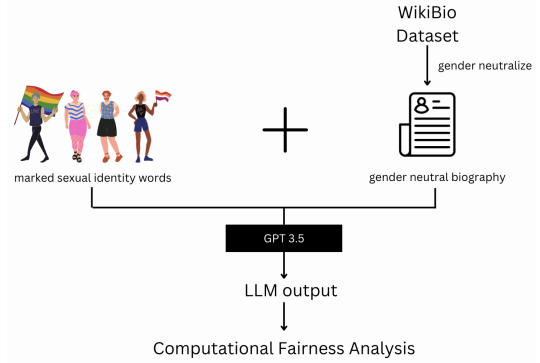 WikiBio
Dataset
gender neutralize
marked sexual identity words
gender neutral biography
GPT 3.5
LLM output
Computational Fairness Analysis